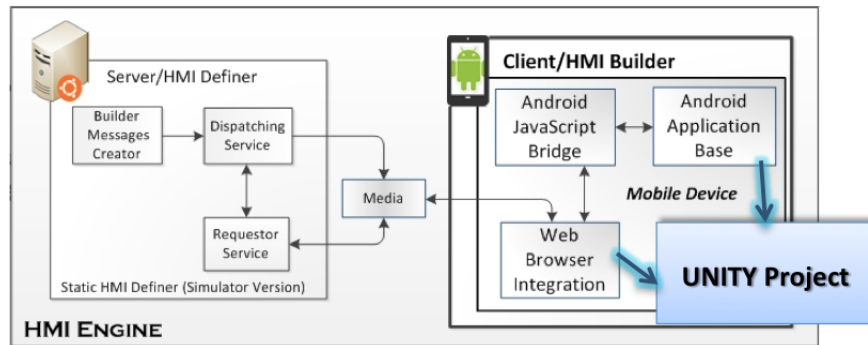 Server/HMI Definer
Builder
Messages
Creator
Dispatching
Service
Requestor
Service
Static HMI Definer (Simulator Version)
Media
Client/HMI Builder
Android
JavaScript
Bridge
Android
Application
Base
Mobile Device
Web
Browser
Integration
UNITY Project
HMI ENGINE